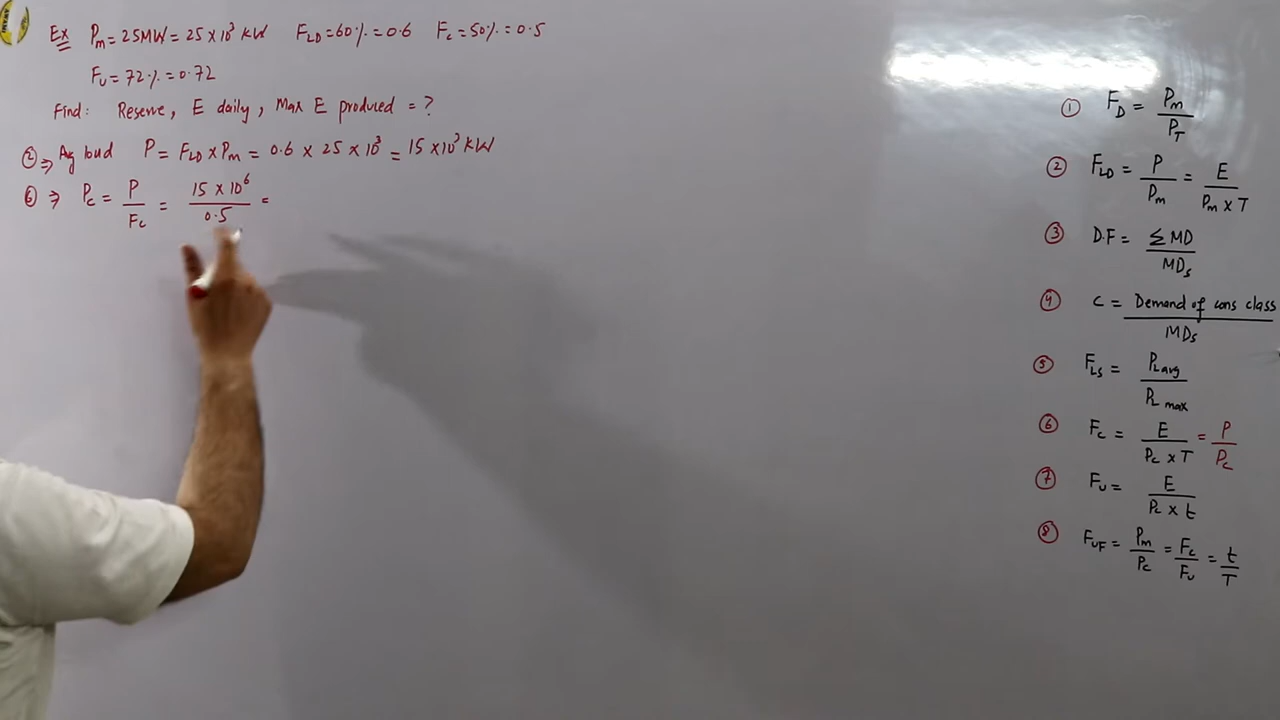 Ex Pm = 25MW = 25 × 10³ KW FLD = 60% = 0.6 Fc = 50% = 0.5
FU = 72% = 0.72
Find: Reserve, E daily, Max E produced = ?
② ⇒ Ag load P = FLD × Pm = 0.6 × 25 × 10³ = 15 × 10³ KW
⑥ ⇒ Pc = P / Fc = 15 × 10⁶ / 0.5 =
① FD = Pm / PT
② FLD = P / Pm = E / Pm × T
③ D.F = ΣMD / MDs
④ C = Demand of cons class / MDs
⑤ FLS = PL avg / PL max
⑥ Fc = E / Pc × T = P / Pc
⑦ FU = E / Pc × t
⑧ FUF = Pm / Pc = Fc / FU = t / T